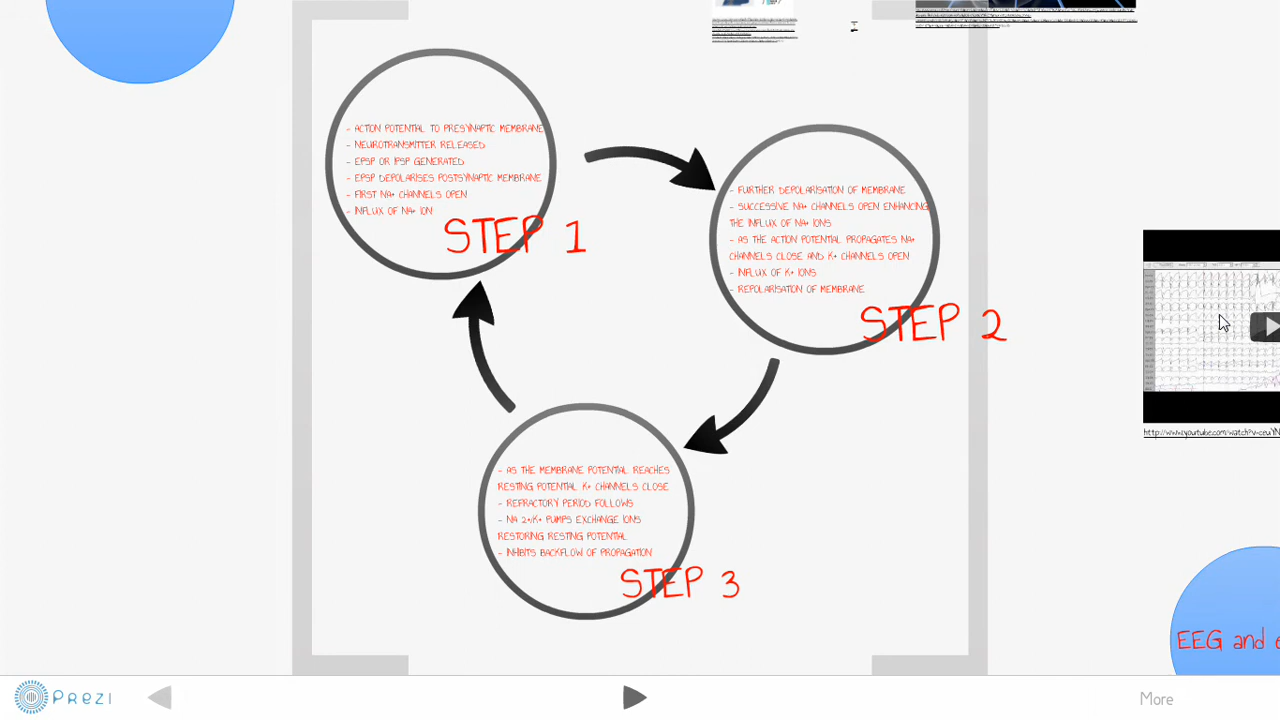 - ACTION POTENTIAL TO PRESYNAPTIC MEMBRANE
- NEUROTRANSMITTER RELEASED
- EPSP OR IPSP GENERATED
- EPSP DEPOLARISES POSTSYNAPTIC MEMBRANE
- FIRST NA+ CHANNELS OPEN
- INFLUX OF NA+ ION
STEP 1
- FURTHER DEPOLARISATION OF MEMBRANE
- SUCCESSIVE NA+ CHANNELS OPEN ENHANCING
THE INFLUX OF NA+ IONS
- AS THE ACTION POTENTIAL PROPAGATES NA+
CHANNELS CLOSE AND K+ CHANNELS OPEN
- INFLUX OF K+ IONS
- REPOLARISATION OF MEMBRANE
STEP 2
- AS THE MEMBRANE POTENTIAL REACHES
RESTING POTENTIAL K+ CHANNELS CLOSE
- REFRACTORY PERIOD FOLLOWS
- NA 2+/K+ PUMPS EXCHANGE IONS
RESTORING RESTING POTENTIAL
- INHIBITS BACKFLOW OF PROPAGATION
STEP 3
EEG and
PREZI
More